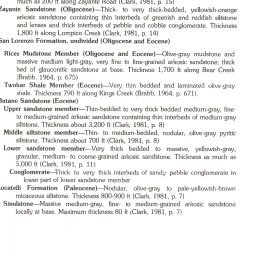 much as 200 ft along Zayante Road (Clark, 1981, p. 15)
Zayante Sandstone (Oligocene)—Thick- to very thick-bedded, yellowish-orange
arkosic sandstone containing thin interbeds of greenish and reddish siltstone
and lenses and thick interbeds of pebble and cobble conglomerate. Thickness
1,800 ft along Lompico Creek (Clark, 1981, p. 14)
San Lorenzo Formation, undivided (Oligocene and Eocene)
Rices Mudstone Member (Oligocene and Eocene)—Olive-gray mudstone and
massive medium light-gray, very fine to fine-grained arkosic sandstone; thick
bed of glauconitic sandstone at base. Thickness 1,700 ft along Bear Creek
(Brabb, 1964, p. 675)
Twobar Shale Member (Eocene)—Very thin bedded and laminated olive-gray
shale. Thickness 790 ft along Kings Creek (Brabb, 1964, p. 671).
Butano Sandstone (Eocene)
Upper sandstone member—Thin-bedded to very thick bedded medium-gray, fine-
to medium-grained arkosic sandstone containing thin interbeds of medium-gray
siltstone. Thickness about 3,200 ft (Clark, 1981, p. 8)
Middle siltstone member—Thin- to medium-bedded, nodular, olive-gray pyritic
siltstone. Thickness about 700 ft (Clark, 1981, p. 8)
Lower sandstone member—Very thick bedded to massive, yellowish-gray,
granular, medium- to coarse-grained arkosic sandstone. Thickness as much as
5,000 ft (Clark, 1981, p. 11)
Conglomerate—Thick to very thick interbeds of sandy pebble conglomerate in
lower part of lower sandstone member
Locatelli Formation (Paleocene)—Nodular, olive-gray to pale-yellowish-brown
micaceous siltstone. Thickness 800-900 ft (Clark, 1981, p. 7)
Sandstone—Massive medium-gray, fine- to medium-grained arkosic sandstone
locally at base. Maximum thickness 80 ft (Clark, 1981, p. 7)